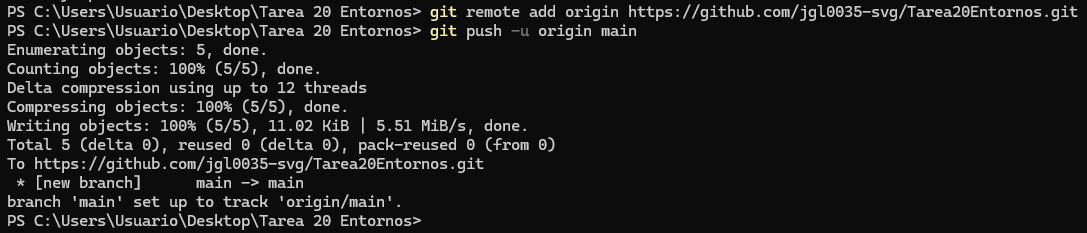 PS C:\Users\Usuario\Desktop\Tarea 20 Entornos> git remote add origin https://github.com/jgl0035-svg/Tarea20Entornos.git
PS C:\Users\Usuario\Desktop\Tarea 20 Entornos> git push -u origin main
Enumerating objects: 5, done.
Counting objects: 100% (5/5), done.
Delta compression using up to 12 threads
Compressing objects: 100% (5/5), done.
Writing objects: 100% (5/5), 11.02 KiB | 5.51 MiB/s, done.
Total 5 (delta 0), reused 0 (delta 0), pack-reused 0 (from 0)
To https://github.com/jgl0035-svg/Tarea20Entornos.git
 * [new branch]      main -> main
branch 'main' set up to track 'origin/main'.
PS C:\Users\Usuario\Desktop\Tarea 20 Entornos>